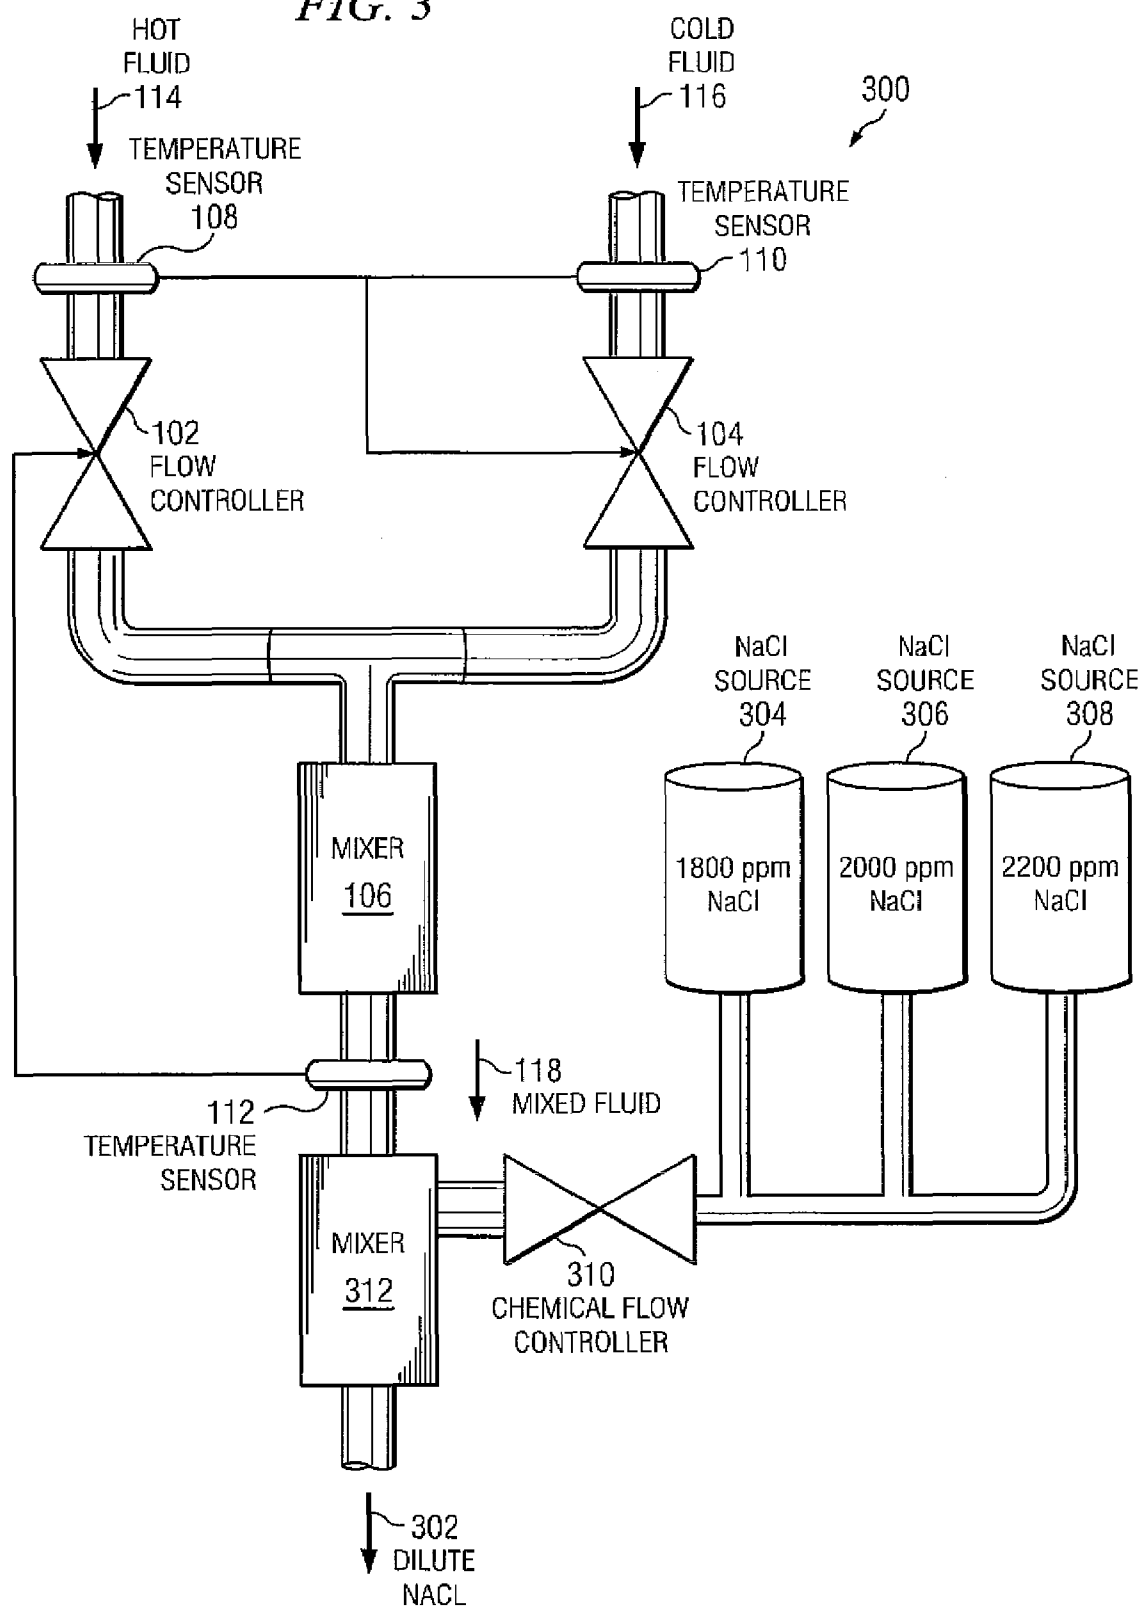 FIG. 3
HOT
FLUID
114
COLD
FLUID
116
300
TEMPERATURE
SENSOR
108
TEMPERATURE
SENSOR
110
102
FLOW
CONTROLLER
104
FLOW
CONTROLLER
NaCl
SOURCE
304
NaCl
SOURCE
306
NaCl
SOURCE
308
MIXER
106
1800 ppm
NaCl
2000 ppm
NaCl
2200 ppm
NaCl
118
MIXED FLUID
112
TEMPERATURE
SENSOR
MIXER
312
310
CHEMICAL FLOW
CONTROLLER
302
DILUTE
NACL